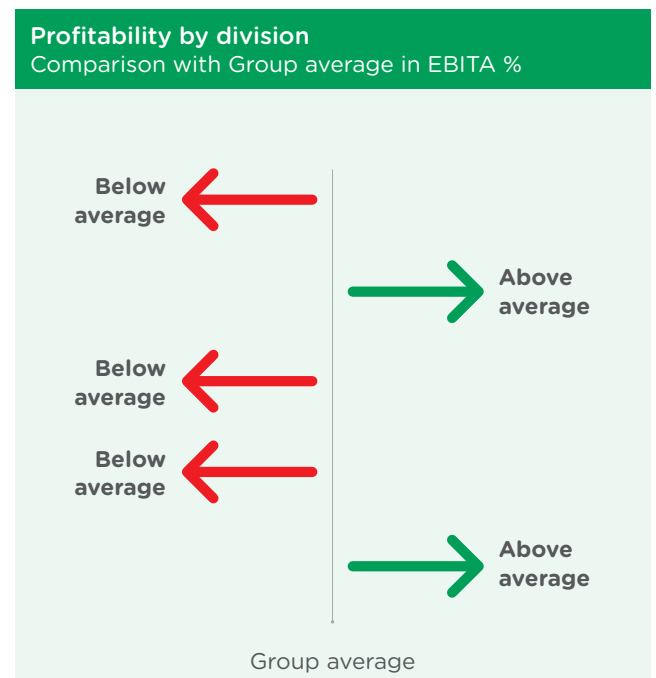 Profitability by division
Comparison with Group average in EBITA %
Below
average
Above
average
Below
average
Below
average
Above
average
Group average